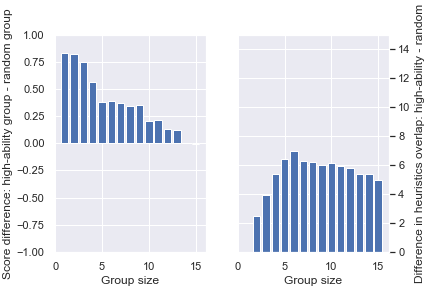 Score difference: high-ability group - random group
1.00
0.75
0.50
0.25
0.00
−0.25
−0.50
−0.75
−1.00
0 5 10 15
Group size
14
12
10
8
6
4
2
0
0 5 10 15
Group size
Difference in heuristics overlap: high-ability - random